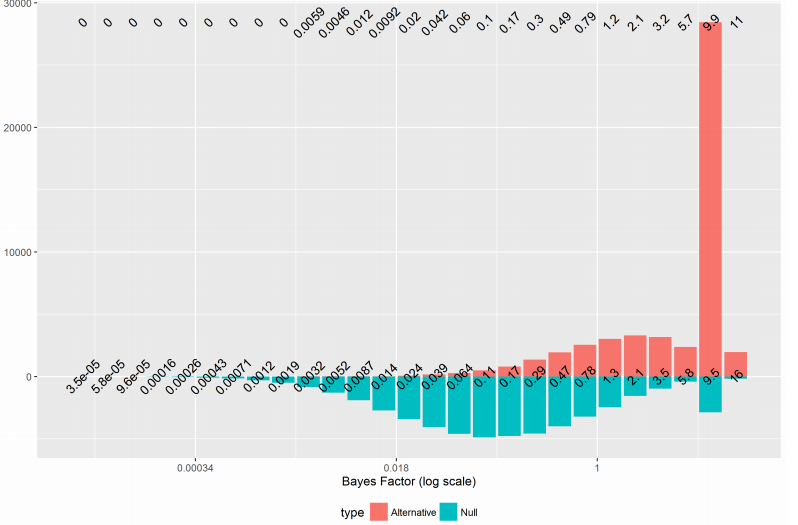 30000
0 0 0 0 0 0 0 0 0 0.0059 0.0046 0.012 0.0092 0.02 0.042 0.06 0.1 0.17 0.3 0.49 0.79 1.2 2.1 3.2 5.7 9.9 11
20000
10000
0
3.5e-05 5.8e-05 9.6e-05 0.00016 0.00026 0.00043 0.00071 0.0012 0.0019 0.0032 0.0052 0.0087 0.014 0.024 0.039 0.064 0.11 0.17 0.29 0.47 0.78 1.3 2.1 3.5 5.8 9.5 16
0.00034 0.018 1
Bayes Factor (log scale)
type Alternative Null